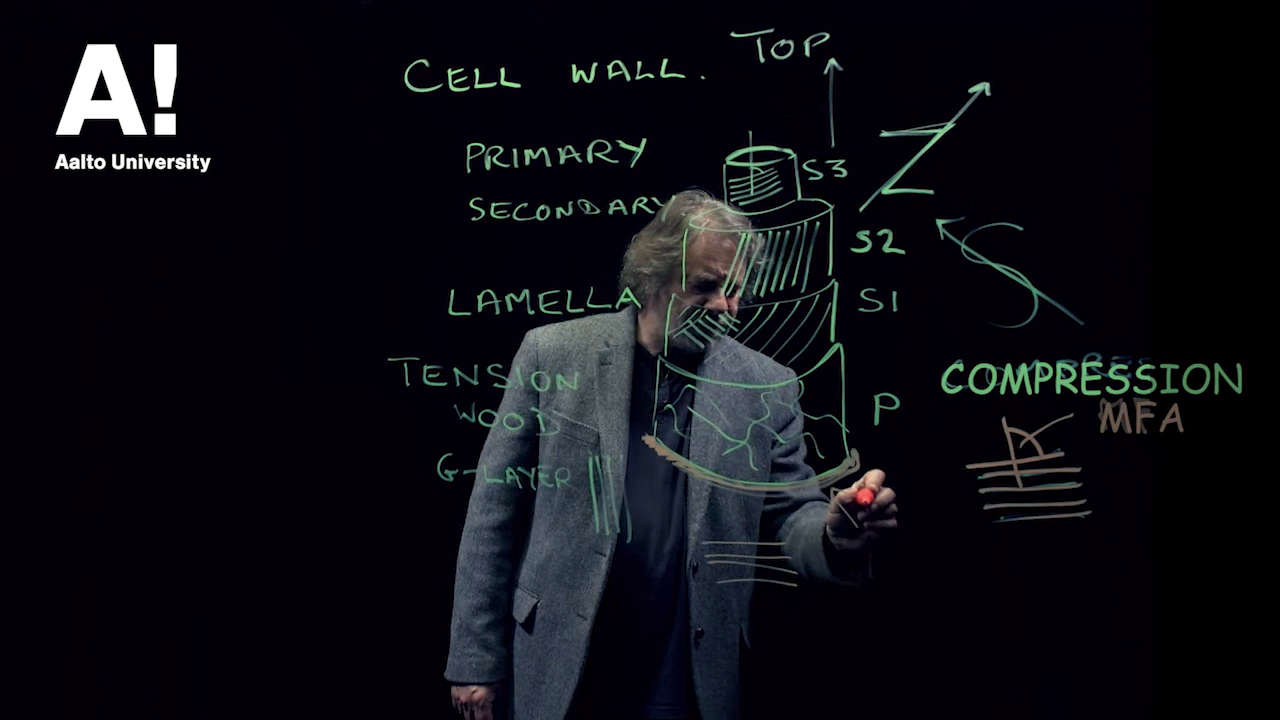 A!
Aalto University
TOP
CELL WALL.
PRIMARY
S3
Z
SECONDARY
S2
S
LAMELLA
S1
TENSION
WOOD
COMPRESSION
P
MFA
G-LAYER